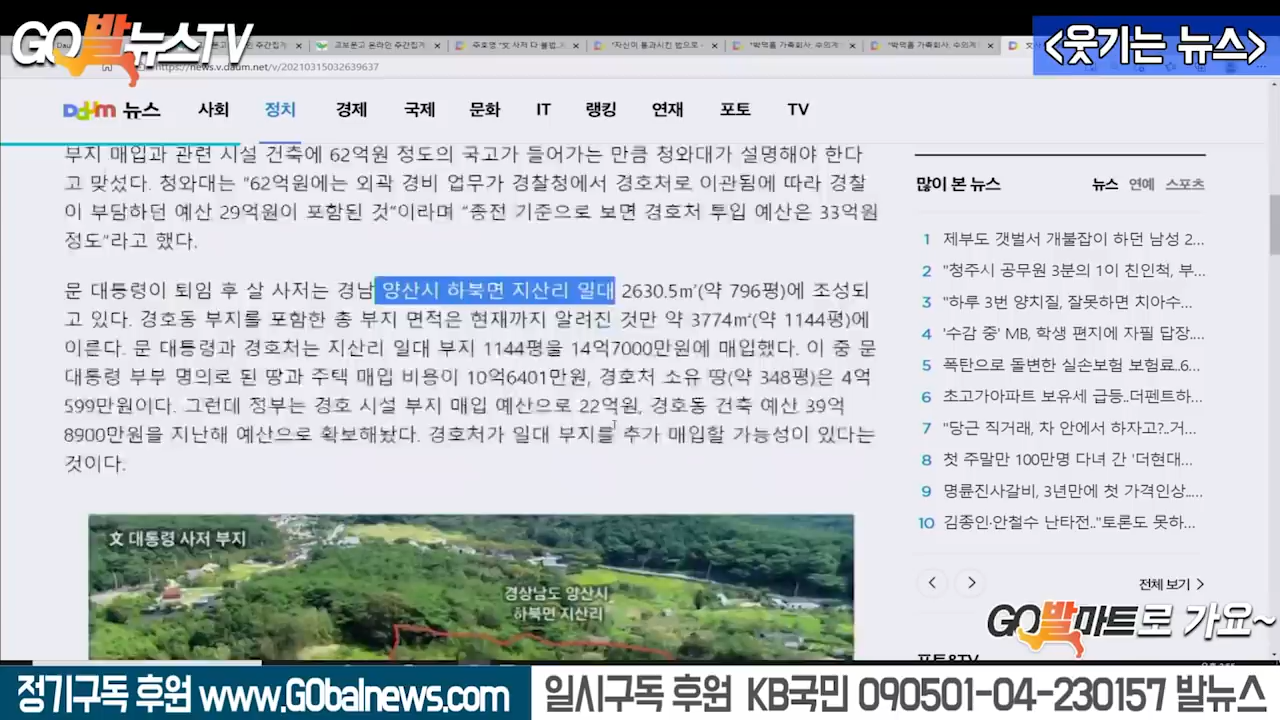 GO발뉴스TV
<웃기는 뉴스>
https://news.v.daum.net/v/20210315032639637
Daum 뉴스 사회 정치 경제 국제 문화 IT 랭킹 연재 포토 TV
부지 매입과 관련 시설 건축에 62억원 정도의 국고가 들어가는 만큼 청와대가 설명해야 한다
고 맞섰다. 청와대는 “62억원에는 외곽 경비 업무가 경찰청에서 경호처로 이관됨에 따라 경찰
이 부담하던 예산 29억원이 포함된 것”이라며 “종전 기준으로 보면 경호처 투입 예산은 33억원
정도”라고 했다.
문 대통령이 퇴임 후 살 사저는 경남 양산시 하북면 지산리 일대 2630.5㎡(약 796평)에 조성되
고 있다. 경호동 부지를 포함한 총 부지 면적은 현재까지 알려진 것만 약 3774㎡(약 1144평)에
이른다. 문 대통령과 경호처는 지산리 일대 부지 1144평을 14억7000만원에 매입했다. 이 중 문
대통령 부부 명의로 된 땅과 주택 매입 비용이 10억6401만원, 경호처 소유 땅(약 348평)은 4억
599만원이다. 그런데 정부는 경호 시설 부지 매입 예산으로 22억원, 경호동 건축 예산 39억
8900만원을 지난해 예산으로 확보해놨다. 경호처가 일대 부지를 추가 매입할 가능성이 있다는
것이다.
文 대통령 사저 부지
경상남도 양산시
하북면 지산리
많이 본 뉴스 뉴스 연예 스포츠
1 제부도 갯벌서 개불잡이 하던 남성 2...
2 "청주시 공무원 3분의 1이 친인척, 부...
3 "하루 3번 양치질, 잘못하면 치아수...
4 '수감 중' MB, 학생 편지에 자필 답장....
5 폭탄으로 돌변한 실손보험 보험료..6...
6 초고가아파트 보유세 급등..더펜트하...
7 "당근 직거래, 차 안에서 하자고?..거...
8 첫 주말만 100만명 다녀 간 '더현대...
9 명륜진사갈비, 3년만에 첫 가격인상.....
10 김종인·안철수 난타전.."토론도 못하...
전체 보기
GO발마트로 가요~
포토&TV
정기구독 후원 www.GObalnews.com 일시구독 후원 KB국민 090501-04-230157 발뉴스